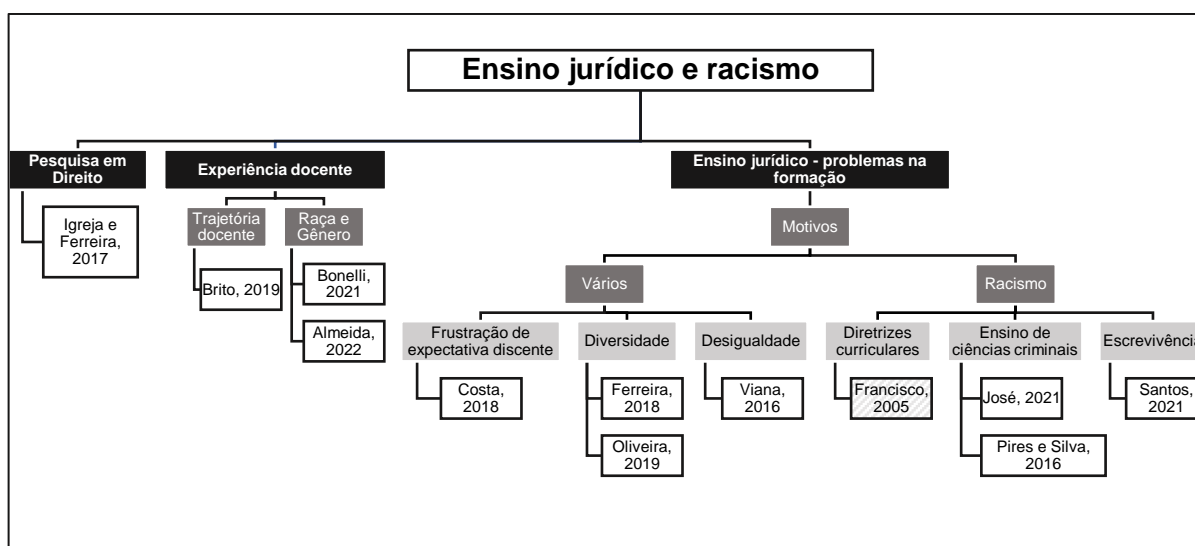 Ensino jurídico e racismo
Pesquisa em
Direito
Experiência docente
Ensino jurídico - problemas na
formação
Igreja e
Ferreira,
2017
Trajetória
docente
Raça e
Gênero
Motivos
Brito, 2019
Bonelli,
2021
Almeida,
2022
Vários
Racismo
Frustração de
expectativa discente
Diversidade
Desigualdade
Diretrizes
curriculares
Ensino de
ciências criminais
Escrevivência
Costa,
2018
Ferreira,
2018
Oliveira,
2019
Viana,
2016
Francisco,
2005
José, 2021
Pires e Silva,
2016
Santos,
2021